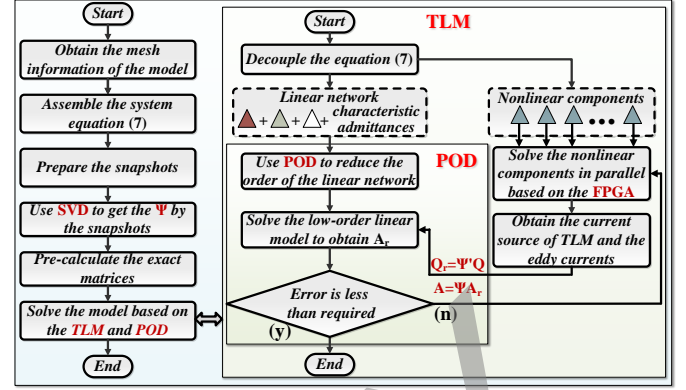 Start
Obtain the mesh
information of the model
Assemble the system
equation (7)
Prepare the snapshots
Use SVD to get the Ψ by
the snapshots
Pre-calculate the exact
matrices
Solve the model based on
the TLM and POD
End
TLM
Start
Decouple the equation (7)
Linear network
+ + + characteristic
admittances
Nonlinear components
•••
POD
Use POD to reduce the
order of the linear network
Solve the low-order linear
model to obtain Aᵣ
Solve the nonlinear
components in parallel
based on the FPGA
Obtain the current
source of TLM and the
eddy currents
Qᵣ=Ψ'Q
A=ΨAᵣ
Error is less
than required
(y)
(n)
End